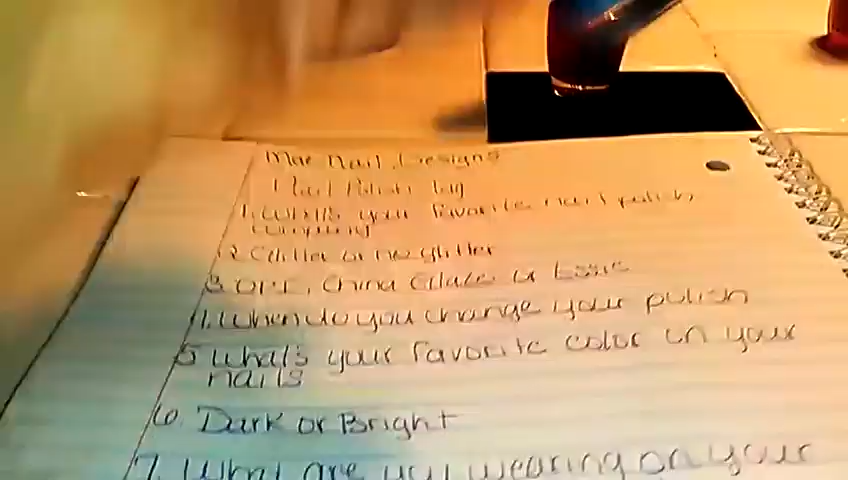 Mae Nail Designs
Nail Polish Tag
1. What's your favorite nail polish
2. Glitter or no glitter
3. OPI, China Glaze or Essie
4. When do you change your polish
5 What's your favorite color on your
nails
6. Dark or Bright
7. What are you wearing on your